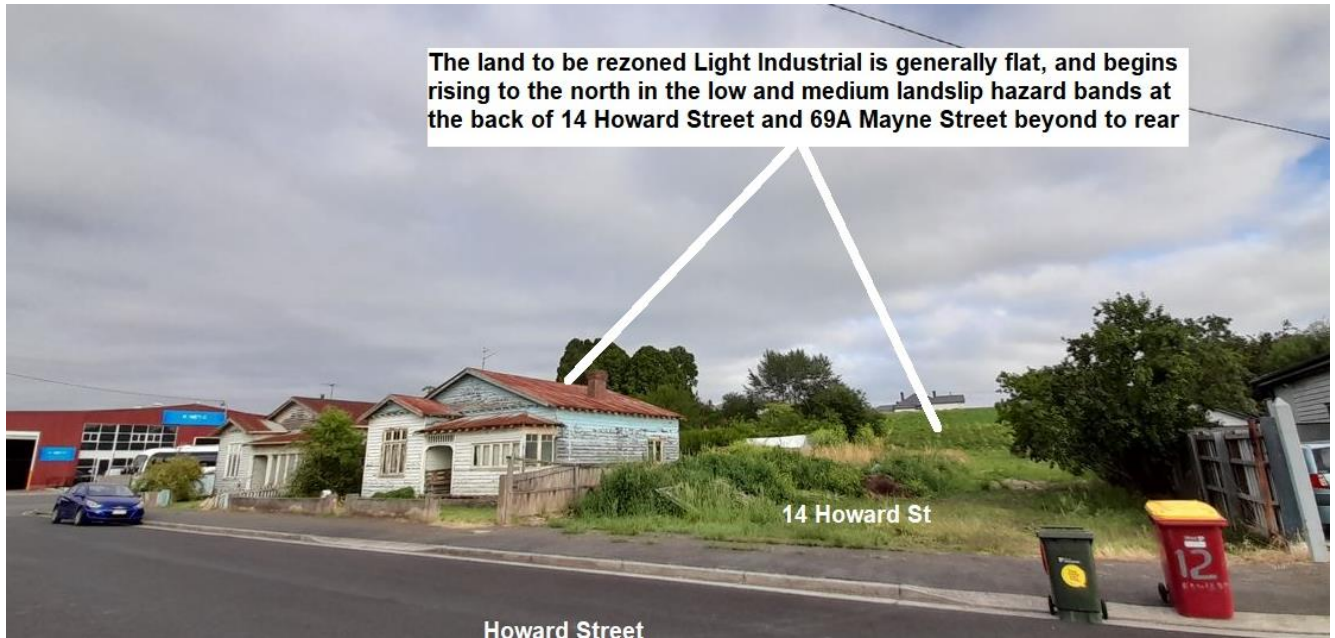 The land to be rezoned Light Industrial is generally flat, and begins
rising to the north in the low and medium landslip hazard bands at
the back of 14 Howard Street and 69A Mayne Street beyond to rear
14 Howard St
12
Howard Street